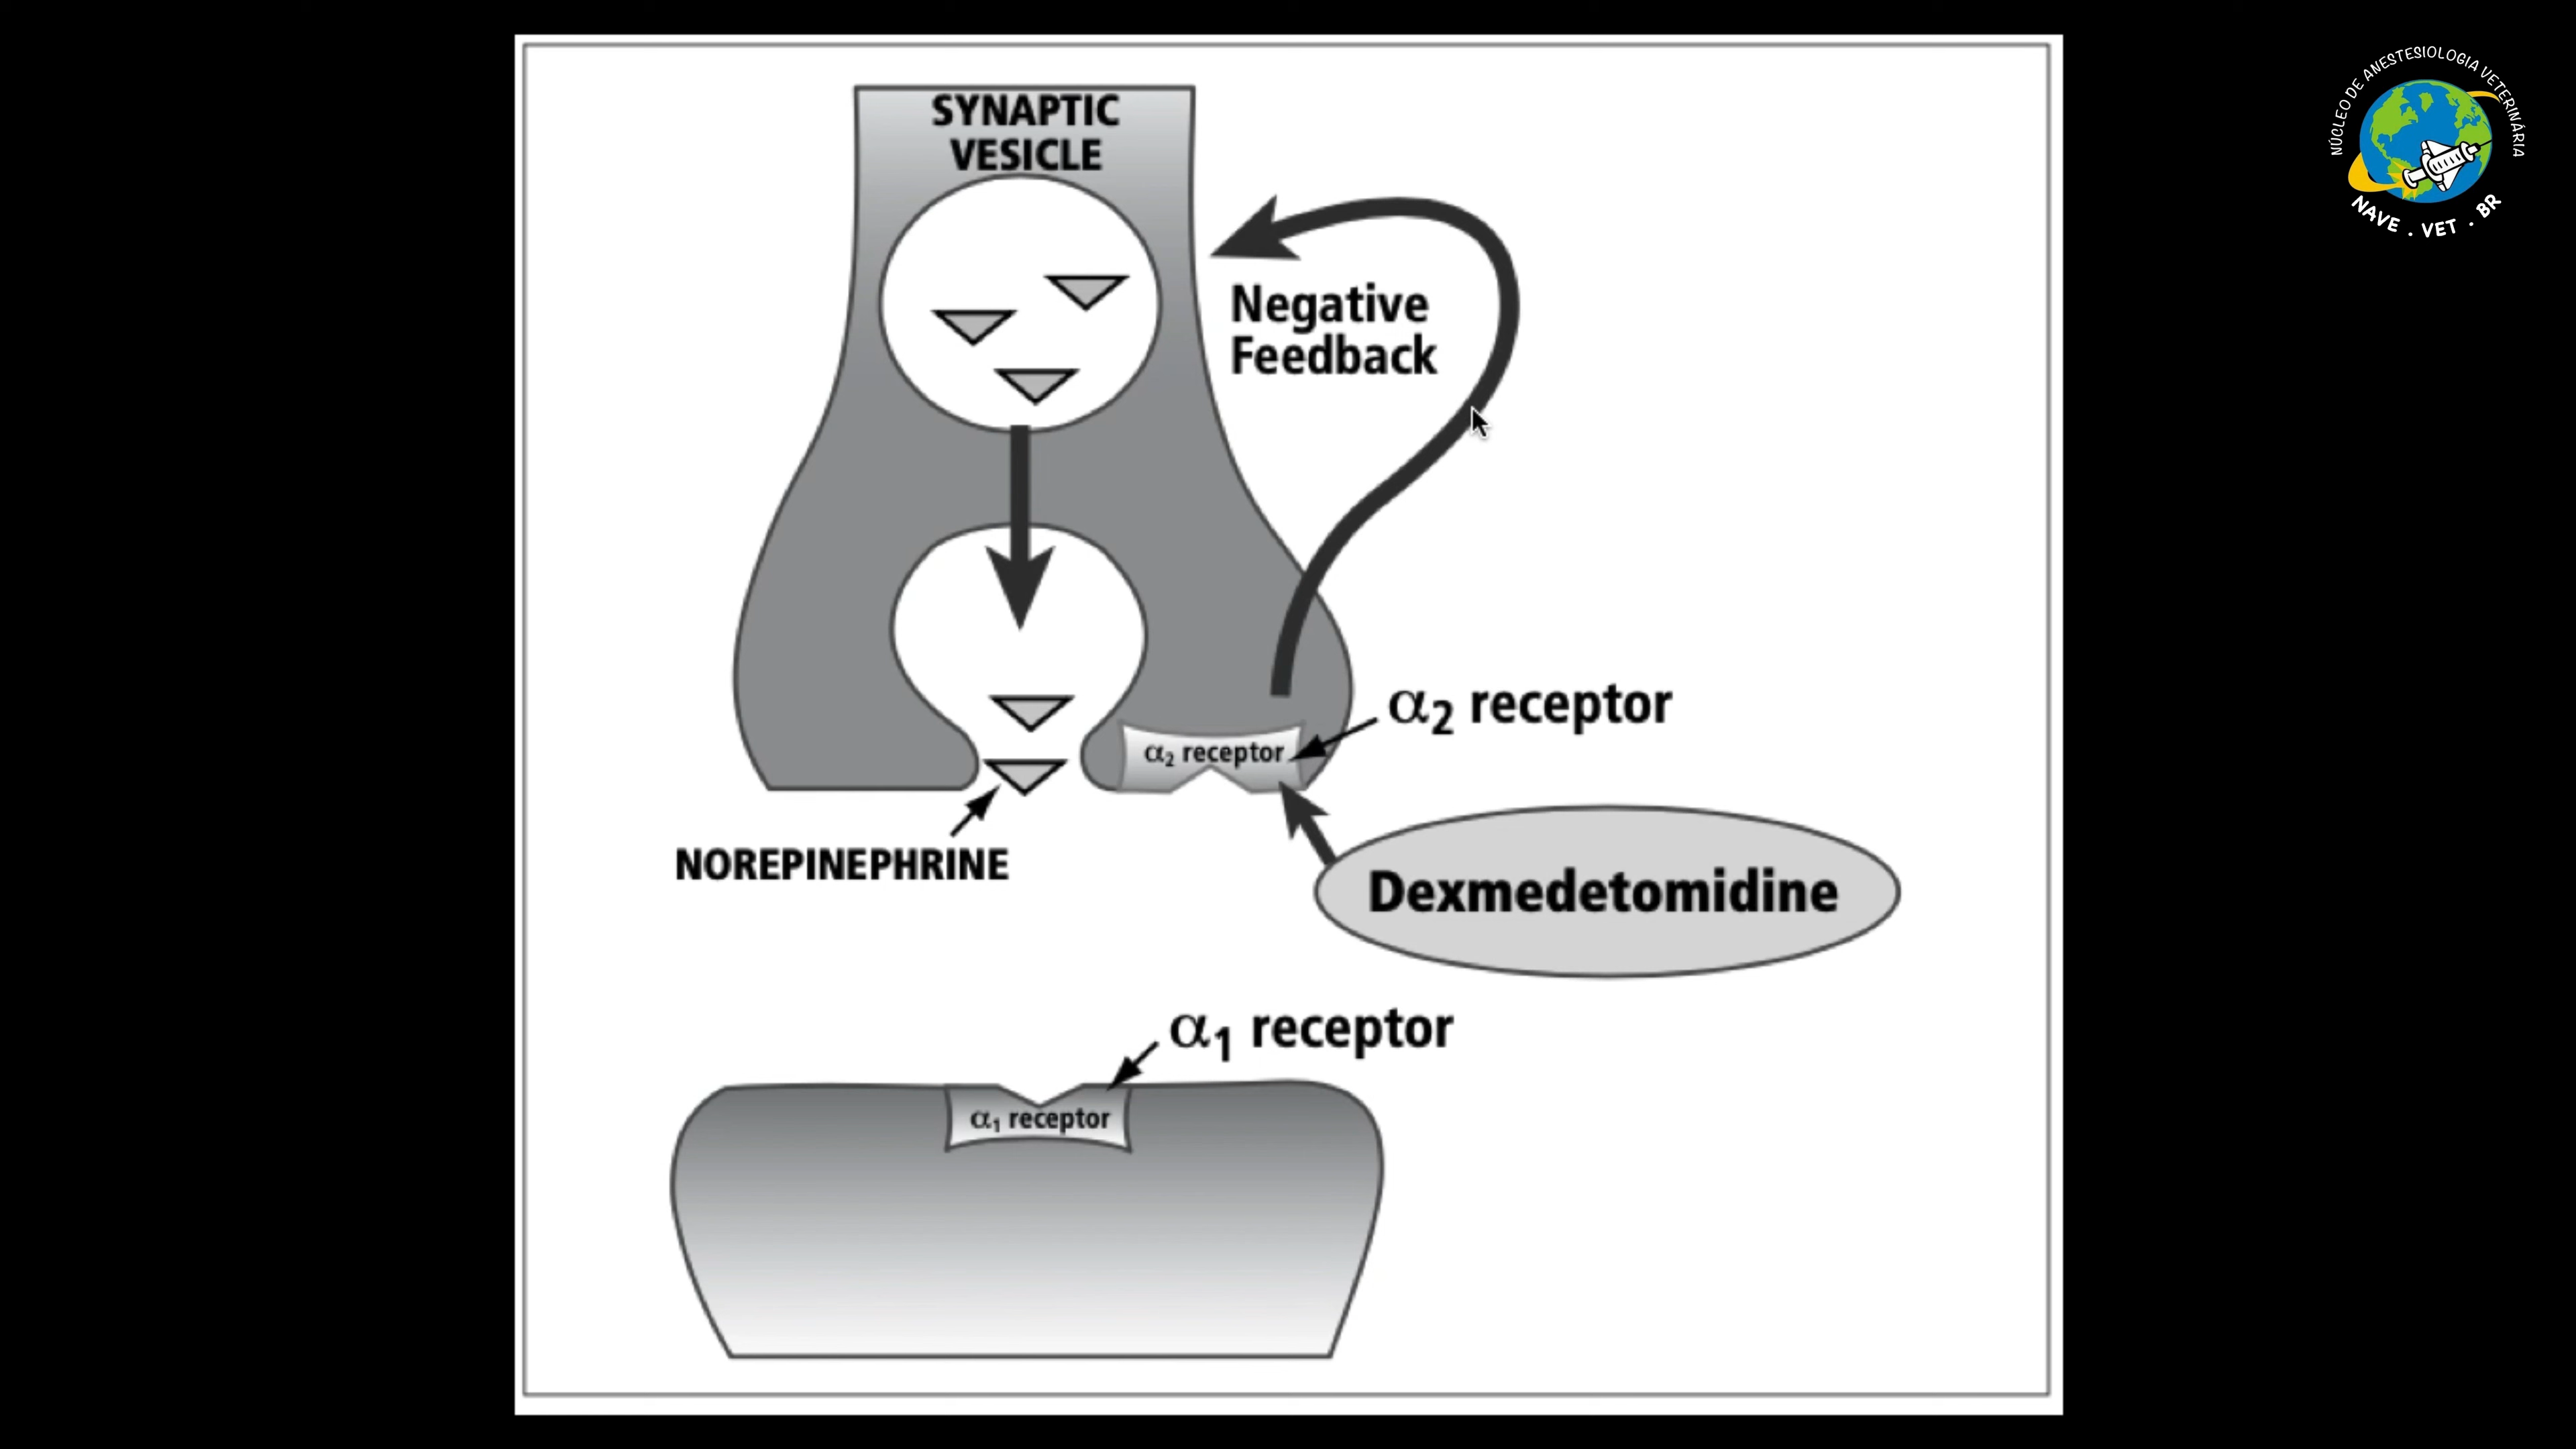 SYNAPTIC
VESICLE
Negative
Feedback
α2 receptor
α2 receptor
NOREPINEPHRINE
Dexmedetomidine
α1 receptor
α1 receptor
NÚCLEO DE ANESTESIOLOGIA VETERINÁRIA
NAVE . VET . BR